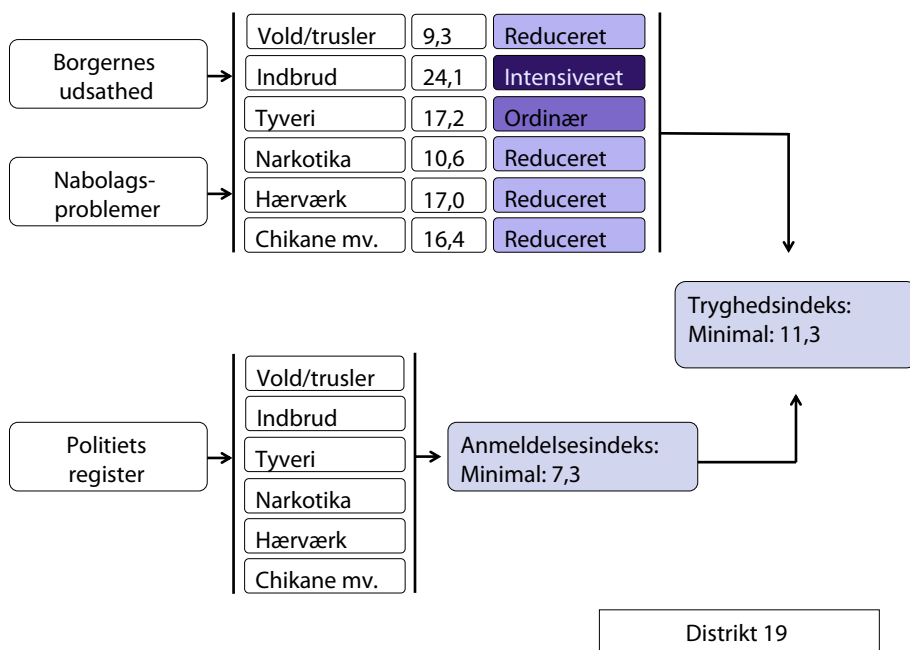 Borgernes
udsathed
Nabolags-
problemer
Vold/trusler 9,3 Reduceret
Indbrud 24,1 Intensiveret
Tyveri 17,2 Ordinær
Narkotika 10,6 Reduceret
Hærværk 17,0 Reduceret
Chikane mv. 16,4 Reduceret
Tryghedsindeks:
Minimal: 11,3
Politiets
register
Vold/trusler
Indbrud
Tyveri
Narkotika
Hærværk
Chikane mv.
Anmeldelsesindeks:
Minimal: 7,3
Distrikt 19